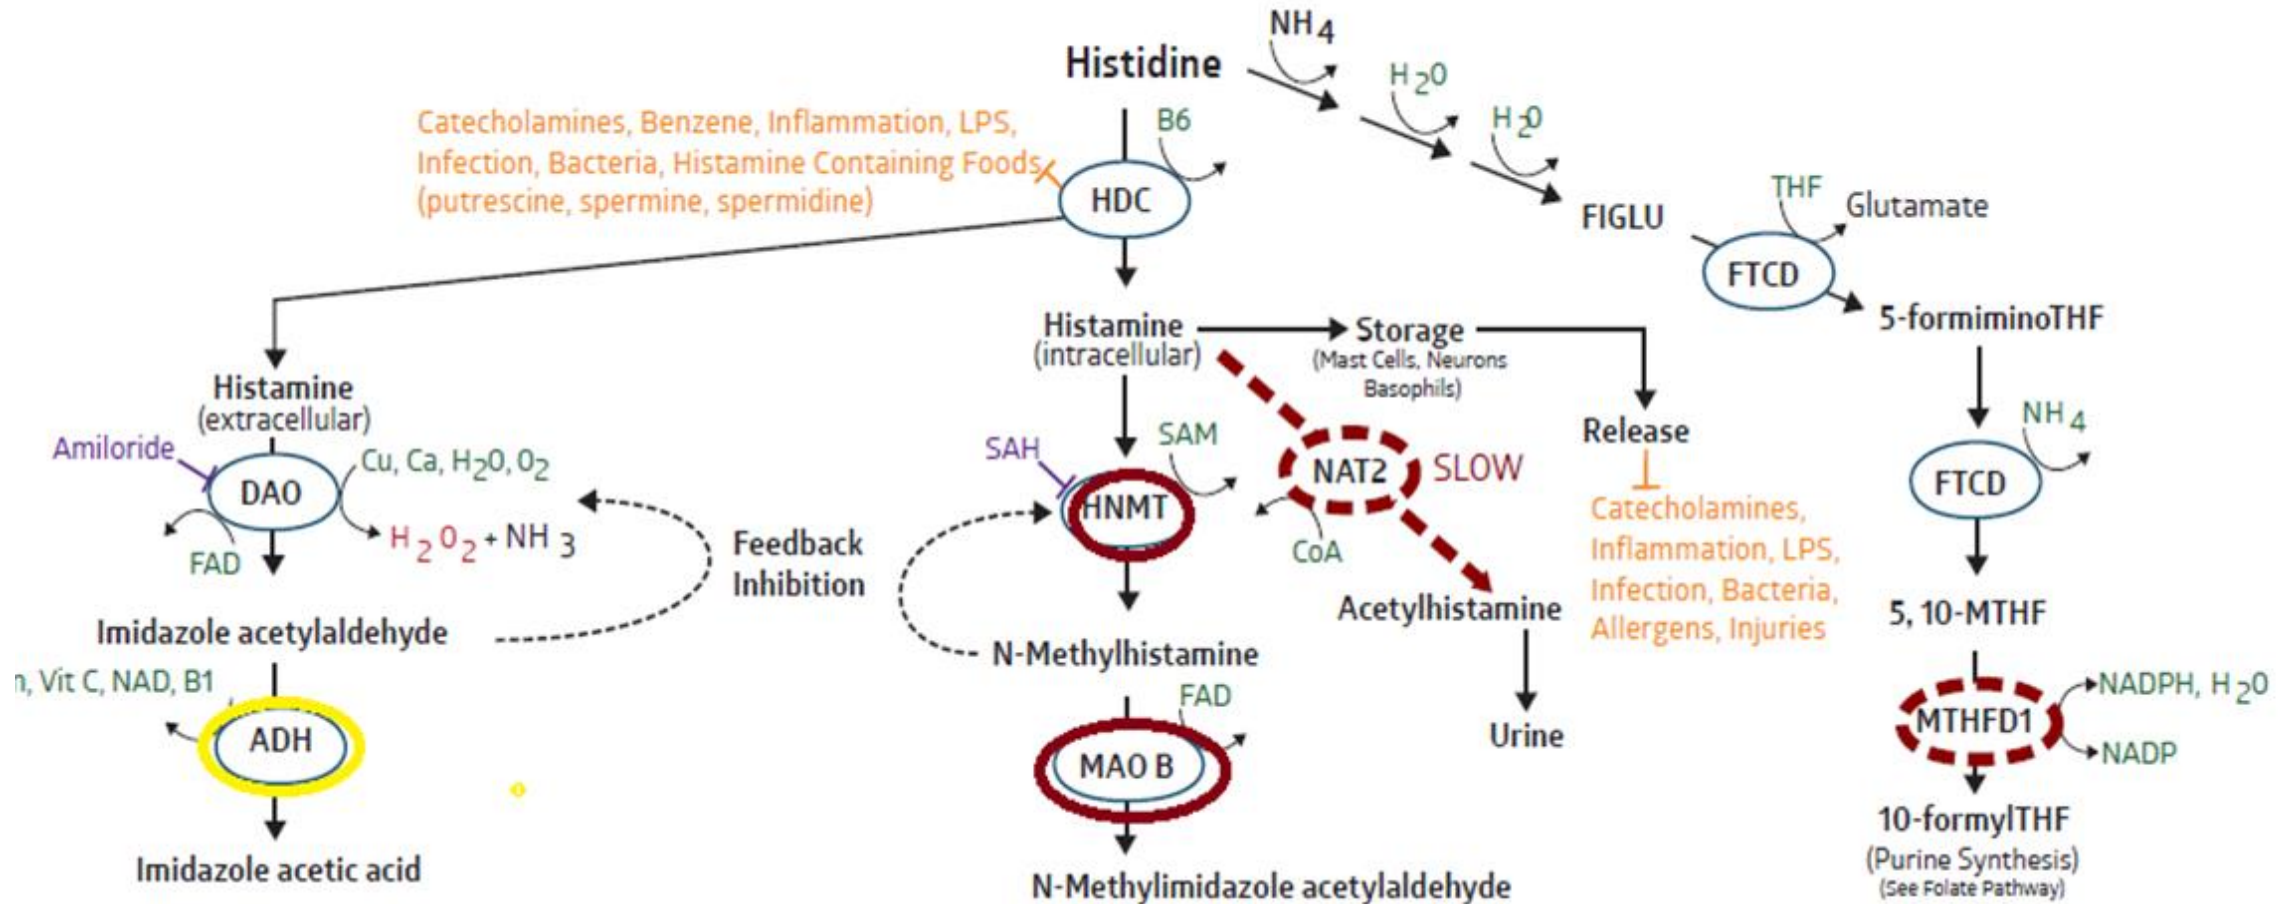 NH4
Histidine
H2O
H2O
B6
Catecholamines, Benzene, Inflammation, LPS,
Infection, Bacteria, Histamine Containing Foods
(putrescine, spermine, spermidine)
HDC
FIGLU
THF
Glutamate
FTCD
5-formiminoTHF
Histamine
(intracellular)
Storage
(Mast Cells, Neurons
Basophils)
Histamine
(extracellular)
Amiloride
Cu, Ca, H2O, O2
DAO
H2O2 + NH3
FAD
Feedback
Inhibition
SAH
SAM
HNMT
NAT2
SLOW
CoA
Release
Catecholamines,
Inflammation, LPS,
Infection, Bacteria,
Allergens, Injuries
NH4
FTCD
5, 10-MTHF
Imidazole acetylaldehyde
Vit C, NAD, B1
ADH
Imidazole acetic acid
N-Methylhistamine
FAD
MAO B
N-Methylimidazole acetylaldehyde
Acetylhistamine
Urine
NADPH, H2O
MTHFD1
NADP
10-formylTHF
(Purine Synthesis)
(See Folate Pathway)